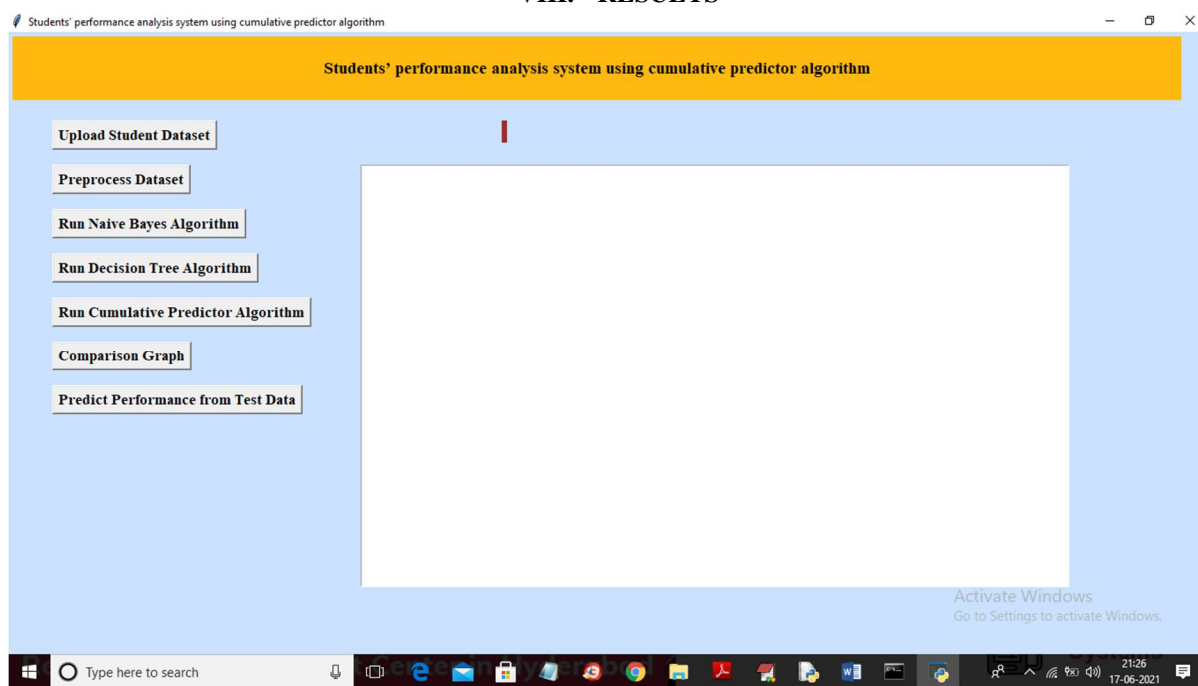 VIII. RESULTS
Students' performance analysis system using cumulative predictor algorithm
Students’ performance analysis system using cumulative predictor algorithm
Upload Student Dataset
Preprocess Dataset
Run Naive Bayes Algorithm
Run Decision Tree Algorithm
Run Cumulative Predictor Algorithm
Comparison Graph
Predict Performance from Test Data
Activate Windows
Go to Settings to activate Windows.
Type here to search
21:26
17-06-2021